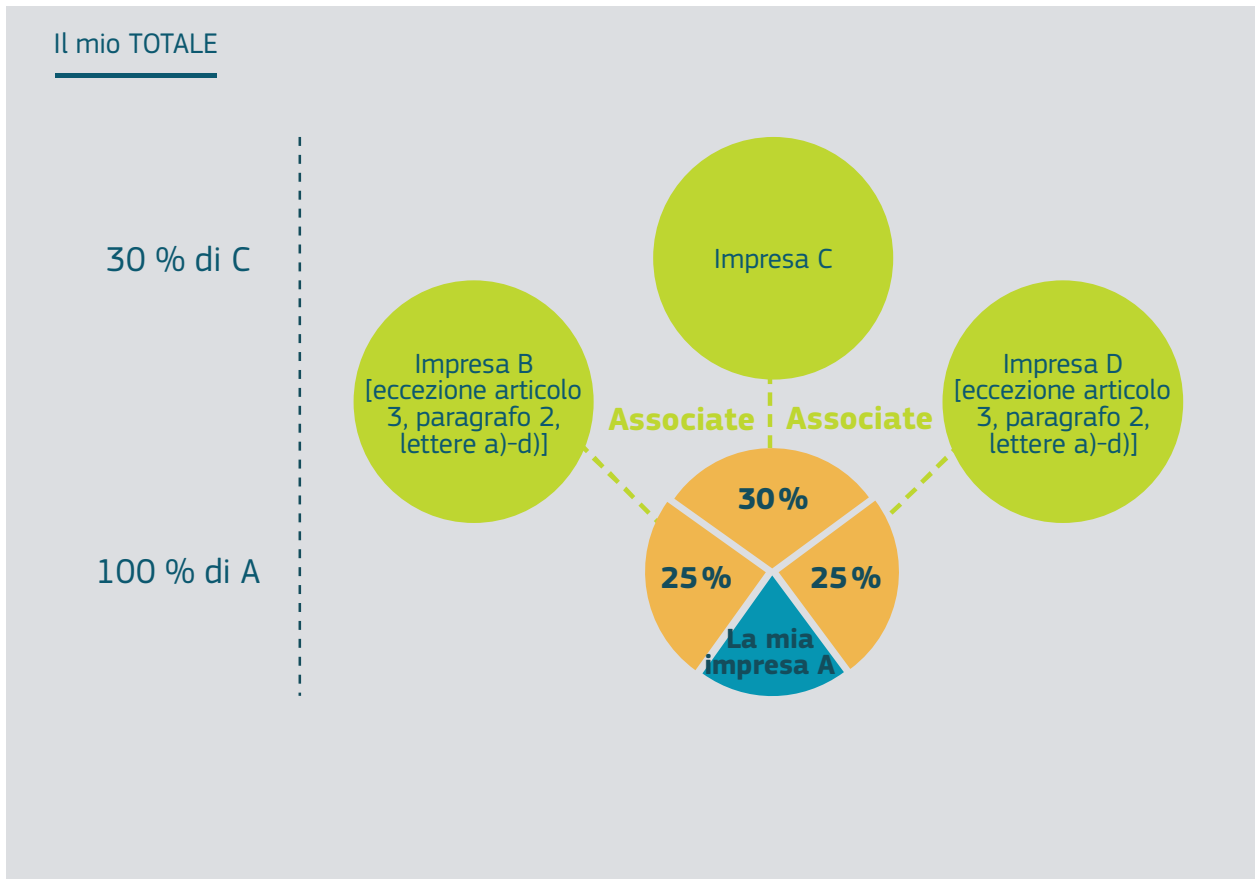 Il mio TOTALE
30 % di C
Impresa C
Impresa B
[eccezione articolo
3, paragrafo 2,
lettere a)-d)]
Associate
Associate
Impresa D
[eccezione articolo
3, paragrafo 2,
lettere a)-d)]
30 %
100 % di A
25 %
25 %
La mia
impresa A